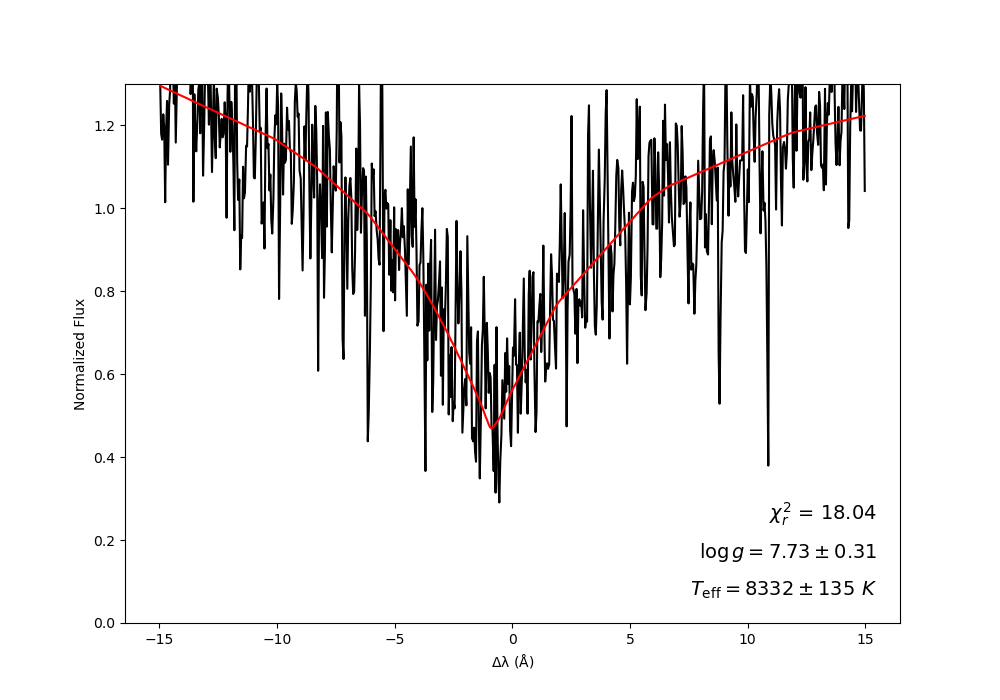 1.2
1.0
0.8
0.6
0.4
0.2
0.0
Normalized Flux
χ²ᵣ = 18.04
log g = 7.73 ± 0.31
T_eff = 8332 ± 135 K
−15 −10 −5 0 5 10 15
Δλ (Å)